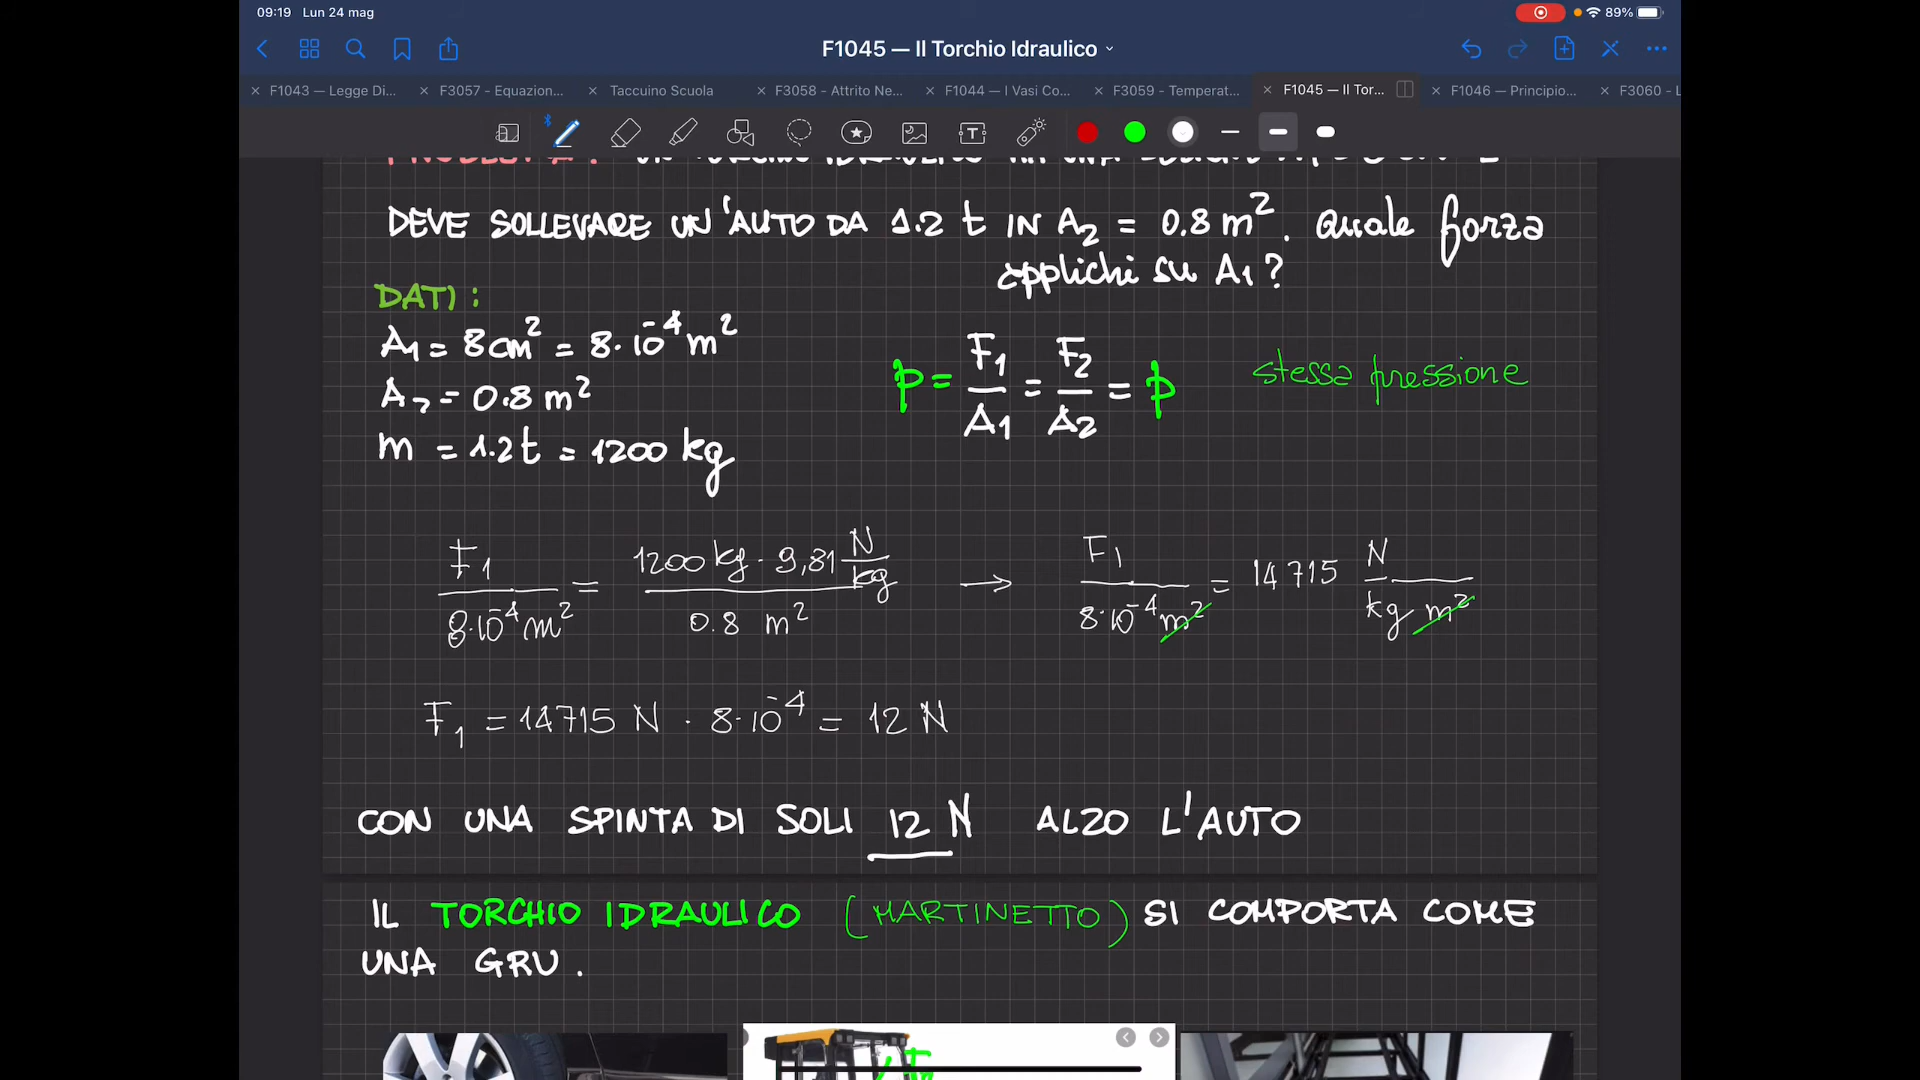 09:19 Lun 24 mag
89%
F1045 — Il Torchio Idraulico
F1043 — Legge Di...
F3057 - Equazion...
Taccuino Scuola
F3058 - Attrito Ne...
F1044 — I Vasi Co...
F3059 - Temperat...
F1045 — Il Tor...
F1046 — Principio...
F3060 - L
DEVE SOLLEVARE UN'AUTO DA 1.2 t IN A₂ = 0.8 m². quale forza
applichi su A₁?
DATI:
A₁ = 8 cm² = 8·10⁻⁴ m²
A₂ = 0.8 m²
m = 1.2 t = 1200 kg
p = F₁/A₁ = F₂/A₂ = p stessa pressione
F₁/8·10⁻⁴ m² = 1200 kg · 9,81 N/kg / 0.8 m² → F₁/8·10⁻⁴ m² = 14715 N/kg m²
F₁ = 14715 N · 8·10⁻⁴ = 12 N
CON UNA SPINTA DI SOLI 12 N ALZO L'AUTO
IL TORCHIO IDRAULICO (MARTINETTO) SI COMPORTA COME
UNA GRU.